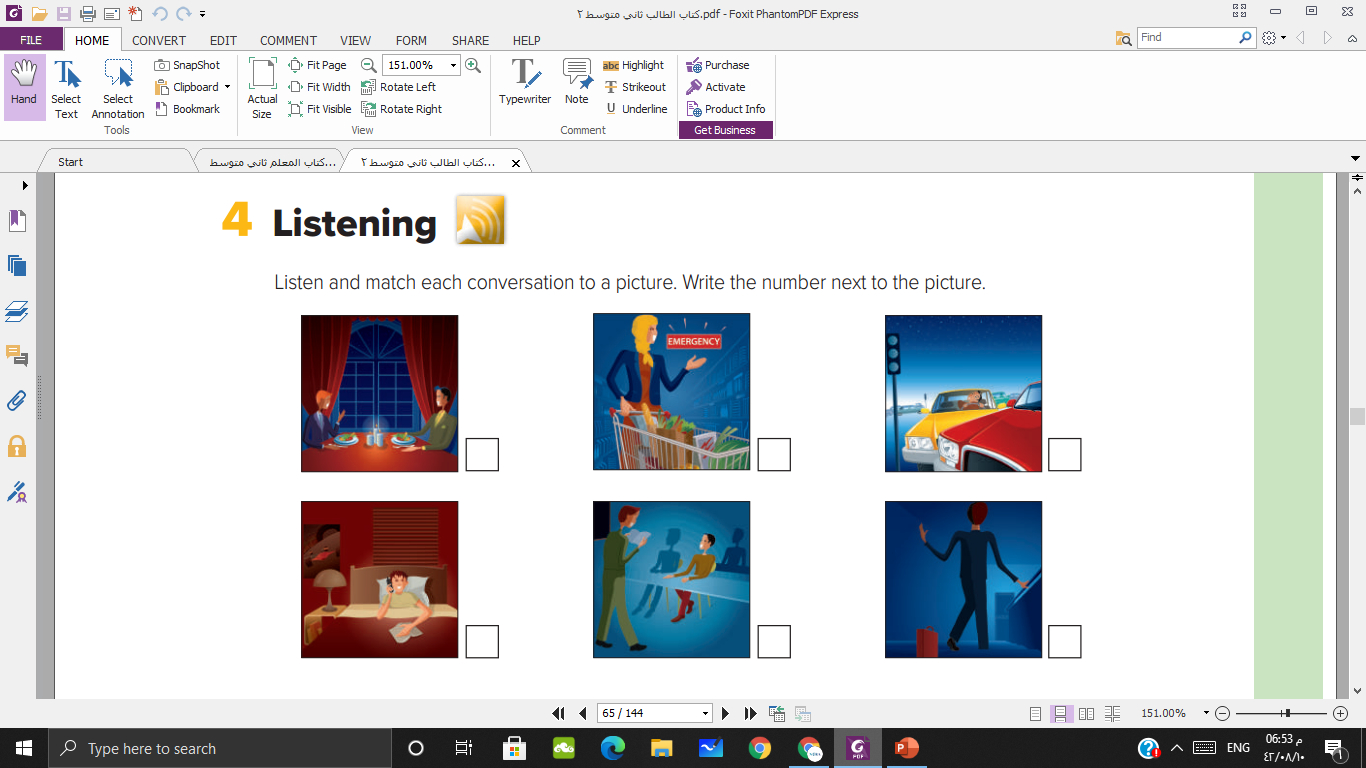 كتاب الطالب ثاني متوسط ٢.pdf - Foxit PhantomPDF Express
FILE HOME CONVERT EDIT COMMENT VIEW FORM SHARE HELP
Find
Hand
Select Text
Select Annotation
SnapShot
Clipboard
Bookmark
Tools
Actual Size
Fit Page
Fit Width
Fit Visible
151.00%
Rotate Left
Rotate Right
View
Typewriter
Note
abc Highlight
T Strikeout
U Underline
Comment
Purchase
Activate
Product Info
Get Business
Start
كتاب المعلم ثاني متوسط...
كتاب الطالب ثاني متوسط ٢...
4 Listening
Listen and match each conversation to a picture. Write the number next to the picture.
EMERGENCY
65 / 144
151.00%
Type here to search
PDF
ENG
06:53 م
٤٢/٠٨/١٠
1